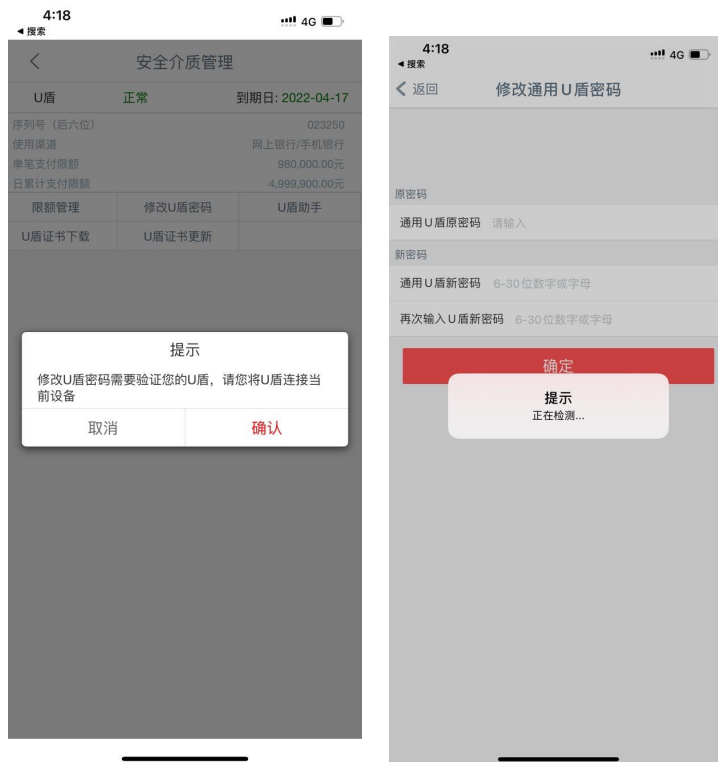 4:18
4G
搜索
安全介质管理
U盾 正常 到期日: 2022-04-17
序列号（后六位） 023250
使用渠道 网上银行/手机银行
单笔支付限额 980,000.00元
日累计支付限额 4,999,900.00元
限额管理 修改U盾密码 U盾助手
U盾证书下载 U盾证书更新
提示
修改U盾密码需要验证您的U盾，请您将U盾连接当
前设备
取消 确认
4:18
4G
搜索
返回 修改通用U盾密码
原密码
通用U盾原密码 请输入
新密码
通用U盾新密码 6-30位数字或字母
再次输入U盾新密码 6-30位数字或字母
确定
提示
正在检测...